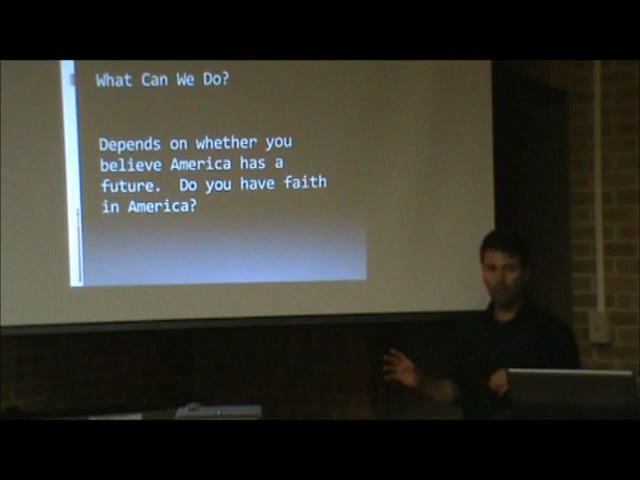 What Can We Do?
Depends on whether you
believe America has a
future. Do you have faith
in America?